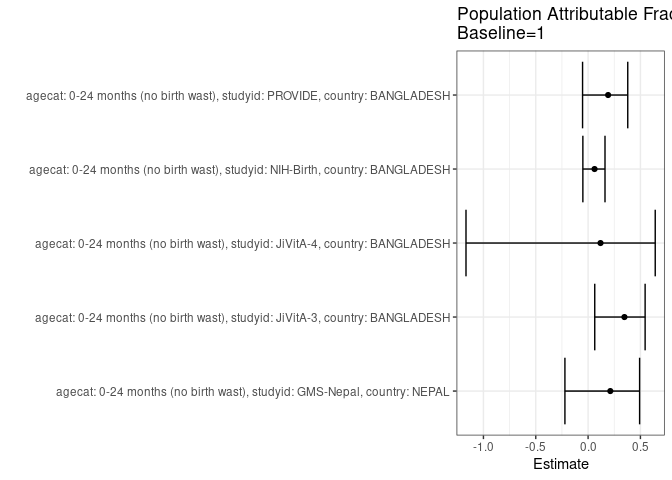 Population Attributable Frac
Baseline=1
agecat: 0-24 months (no birth wast), studyid: PROVIDE, country: BANGLADESH
agecat: 0-24 months (no birth wast), studyid: NIH-Birth, country: BANGLADESH
agecat: 0-24 months (no birth wast), studyid: JiVitA-4, country: BANGLADESH
agecat: 0-24 months (no birth wast), studyid: JiVitA-3, country: BANGLADESH
agecat: 0-24 months (no birth wast), studyid: GMS-Nepal, country: NEPAL
-1.0 -0.5 0.0 0.5
Estimate